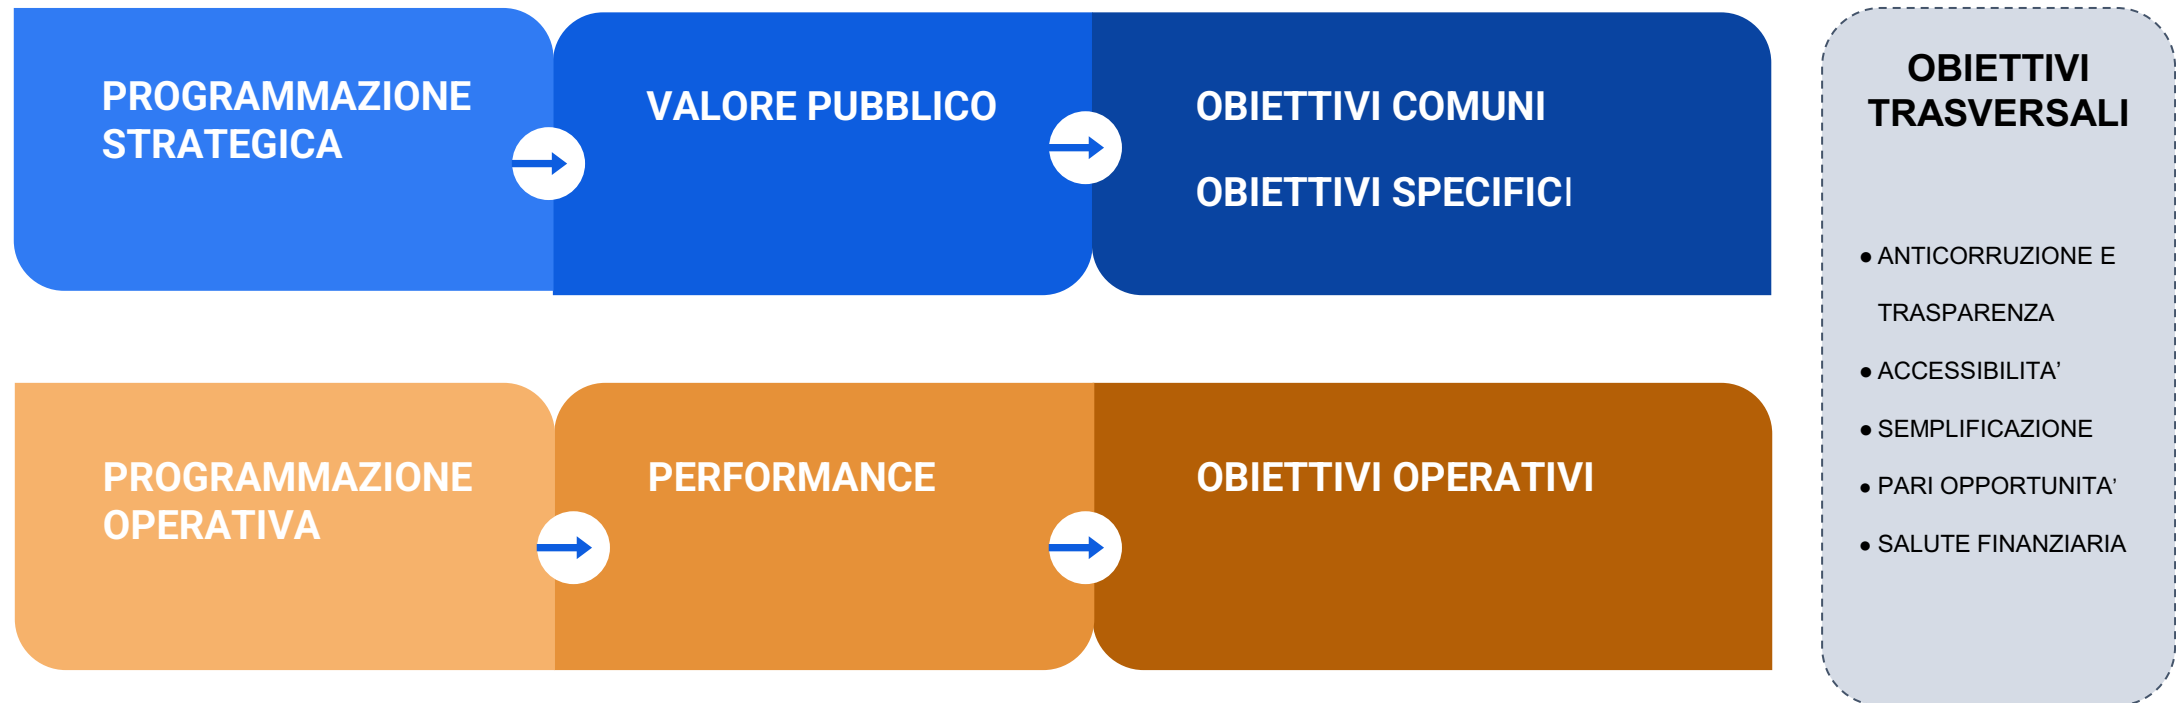 PROGRAMMAZIONE
STRATEGICA
VALORE PUBBLICO
OBIETTIVI COMUNI
OBIETTIVI SPECIFICI
PROGRAMMAZIONE
OPERATIVA
PERFORMANCE
OBIETTIVI OPERATIVI
OBIETTIVI
TRASVERSALI
● ANTICORRUZIONE E
TRASPARENZA
● ACCESSIBILITA’
● SEMPLIFICAZIONE
● PARI OPPORTUNITA’
● SALUTE FINANZIARIA